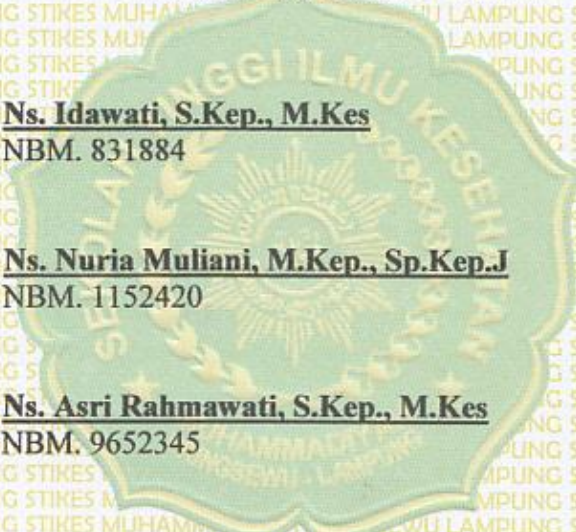 Ns. Idawati, S.Kep., M.Kes
NBM. 831884
Ns. Nuria Muliani, M.Kep., Sp.Kep.J
NBM. 1152420
Ns. Asri Rahmawati, S.Kep., M.Kes
NBM. 9652345